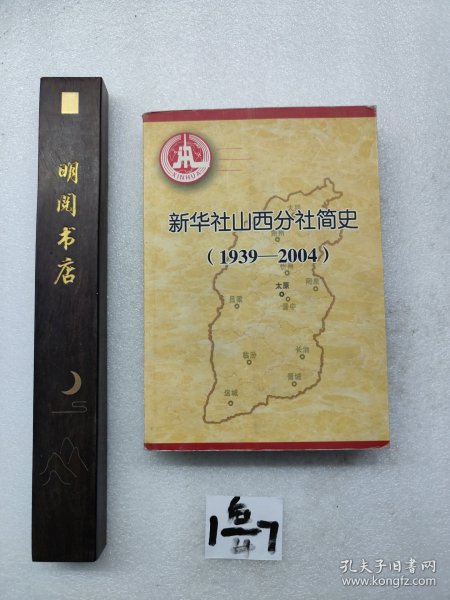 明阅书店
XINHUA
新华社山西分社简史
(1939—2004)
大同
朔州
忻州
太原
阳泉
吕梁
晋中
长治
临汾
晋城
运城
孔夫子旧书网
www.kongfz.com